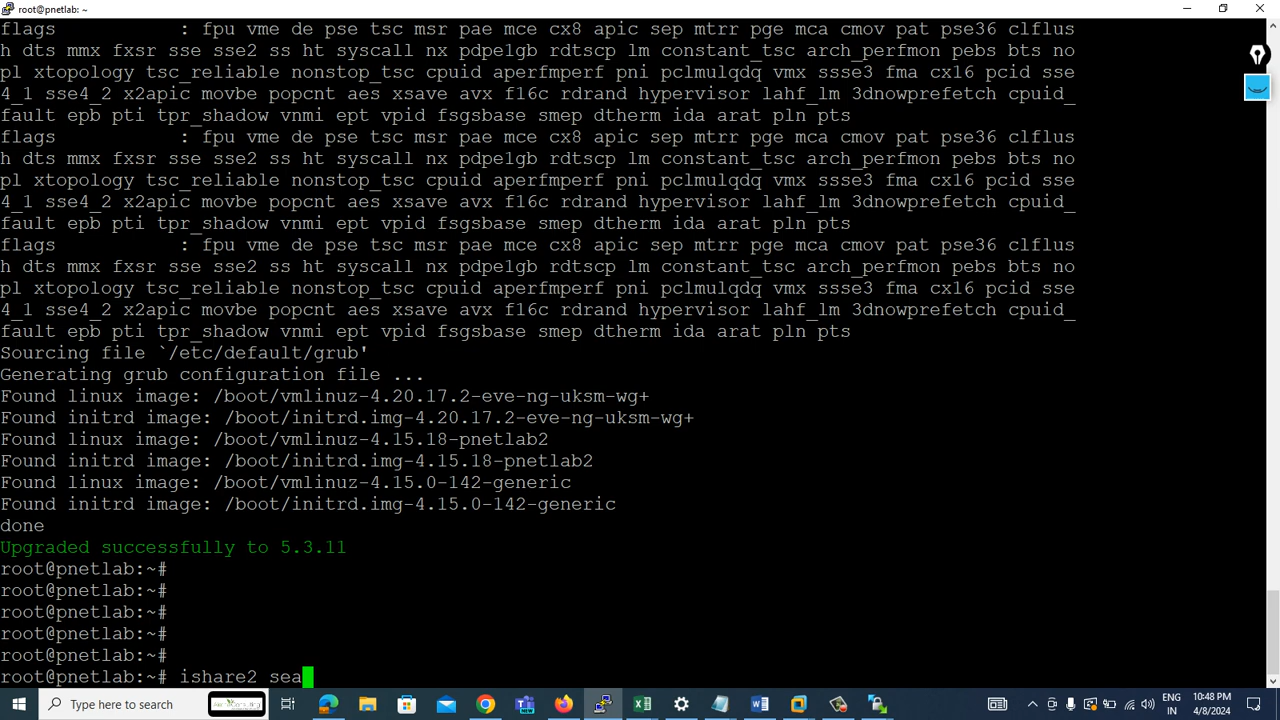 root@pnetlab: ~
flags : fpu vme de pse tsc msr pae mce cx8 apic sep mtrr pge mca cmov pat pse36 clflus
h dts mmx fxsr sse sse2 ss ht syscall nx pdpe1gb rdtscp lm constant_tsc arch_perfmon pebs bts no
pl xtopology tsc_reliable nonstop_tsc cpuid aperfmperf pni pclmulqdq vmx ssse3 fma cx16 pcid sse
4_1 sse4_2 x2apic movbe popcnt aes xsave avx f16c rdrand hypervisor lahf_lm 3dnowprefetch cpuid_
fault epb pti tpr_shadow vnmi ept vpid fsgsbase smep dtherm ida arat pln pts
flags : fpu vme de pse tsc msr pae mce cx8 apic sep mtrr pge mca cmov pat pse36 clflus
h dts mmx fxsr sse sse2 ss ht syscall nx pdpe1gb rdtscp lm constant_tsc arch_perfmon pebs bts no
pl xtopology tsc_reliable nonstop_tsc cpuid aperfmperf pni pclmulqdq vmx ssse3 fma cx16 pcid sse
4_1 sse4_2 x2apic movbe popcnt aes xsave avx f16c rdrand hypervisor lahf_lm 3dnowprefetch cpuid_
fault epb pti tpr_shadow vnmi ept vpid fsgsbase smep dtherm ida arat pln pts
flags : fpu vme de pse tsc msr pae mce cx8 apic sep mtrr pge mca cmov pat pse36 clflus
h dts mmx fxsr sse sse2 ss ht syscall nx pdpe1gb rdtscp lm constant_tsc arch_perfmon pebs bts no
pl xtopology tsc_reliable nonstop_tsc cpuid aperfmperf pni pclmulqdq vmx ssse3 fma cx16 pcid sse
4_1 sse4_2 x2apic movbe popcnt aes xsave avx f16c rdrand hypervisor lahf_lm 3dnowprefetch cpuid_
fault epb pti tpr_shadow vnmi ept vpid fsgsbase smep dtherm ida arat pln pts
Sourcing file `/etc/default/grub'
Generating grub configuration file ...
Found linux image: /boot/vmlinuz-4.20.17.2-eve-ng-uksm-wg+
Found initrd image: /boot/initrd.img-4.20.17.2-eve-ng-uksm-wg+
Found linux image: /boot/vmlinuz-4.15.18-pnetlab2
Found initrd image: /boot/initrd.img-4.15.18-pnetlab2
Found linux image: /boot/vmlinuz-4.15.0-142-generic
Found initrd image: /boot/initrd.img-4.15.0-142-generic
done
Upgraded successfully to 5.3.11
root@pnetlab:~#
root@pnetlab:~#
root@pnetlab:~#
root@pnetlab:~#
root@pnetlab:~#
root@pnetlab:~# ishare2 sea
Type here to search
ENG
IN
10:48 PM
4/8/2024